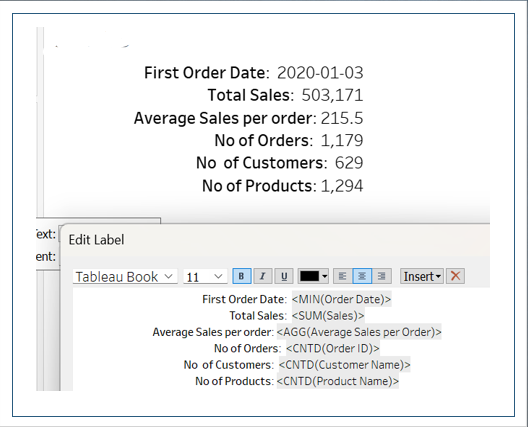 First Order Date: 2020-01-03
Total Sales: 503,171
Average Sales per order: 215.5
No of Orders: 1,179
No of Customers: 629
No of Products: 1,294
ext:
ent:
Edit Label
Tableau Book 11 B I U Insert
First Order Date: <MIN(Order Date)>
Total Sales: <SUM(Sales)>
Average Sales per order: <AGG(Average Sales per Order)>
No of Orders: <CNTD(Order ID)>
No of Customers: <CNTD(Customer Name)>
No of Products: <CNTD(Product Name)>